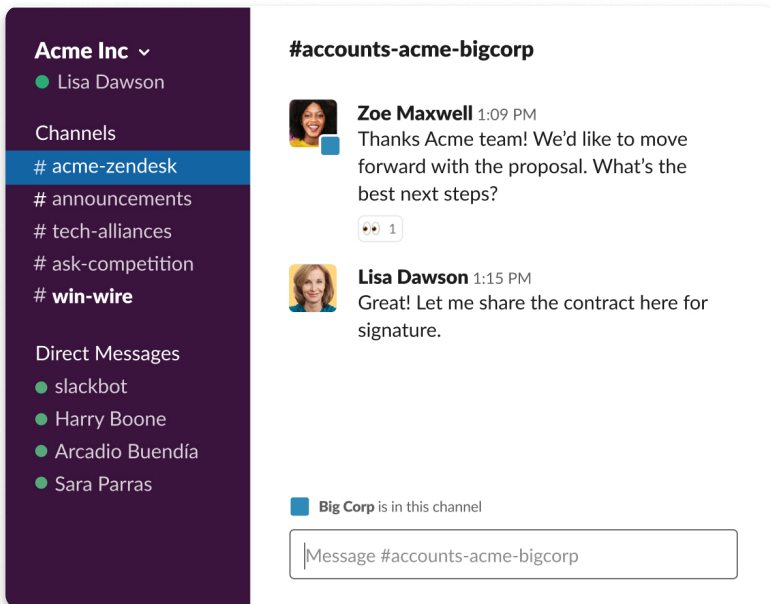 Acme Inc
Lisa Dawson
Channels
# acme-zendesk
# announcements
# tech-alliances
# ask-competition
# win-wire
Direct Messages
slackbot
Harry Boone
Arcadio Buendía
Sara Parras
#accounts-acme-bigcorp
Zoe Maxwell 1:09 PM
Thanks Acme team! We’d like to move
forward with the proposal. What’s the
best next steps?
1
Lisa Dawson 1:15 PM
Great! Let me share the contract here for
signature.
Big Corp is in this channel
Message #accounts-acme-bigcorp